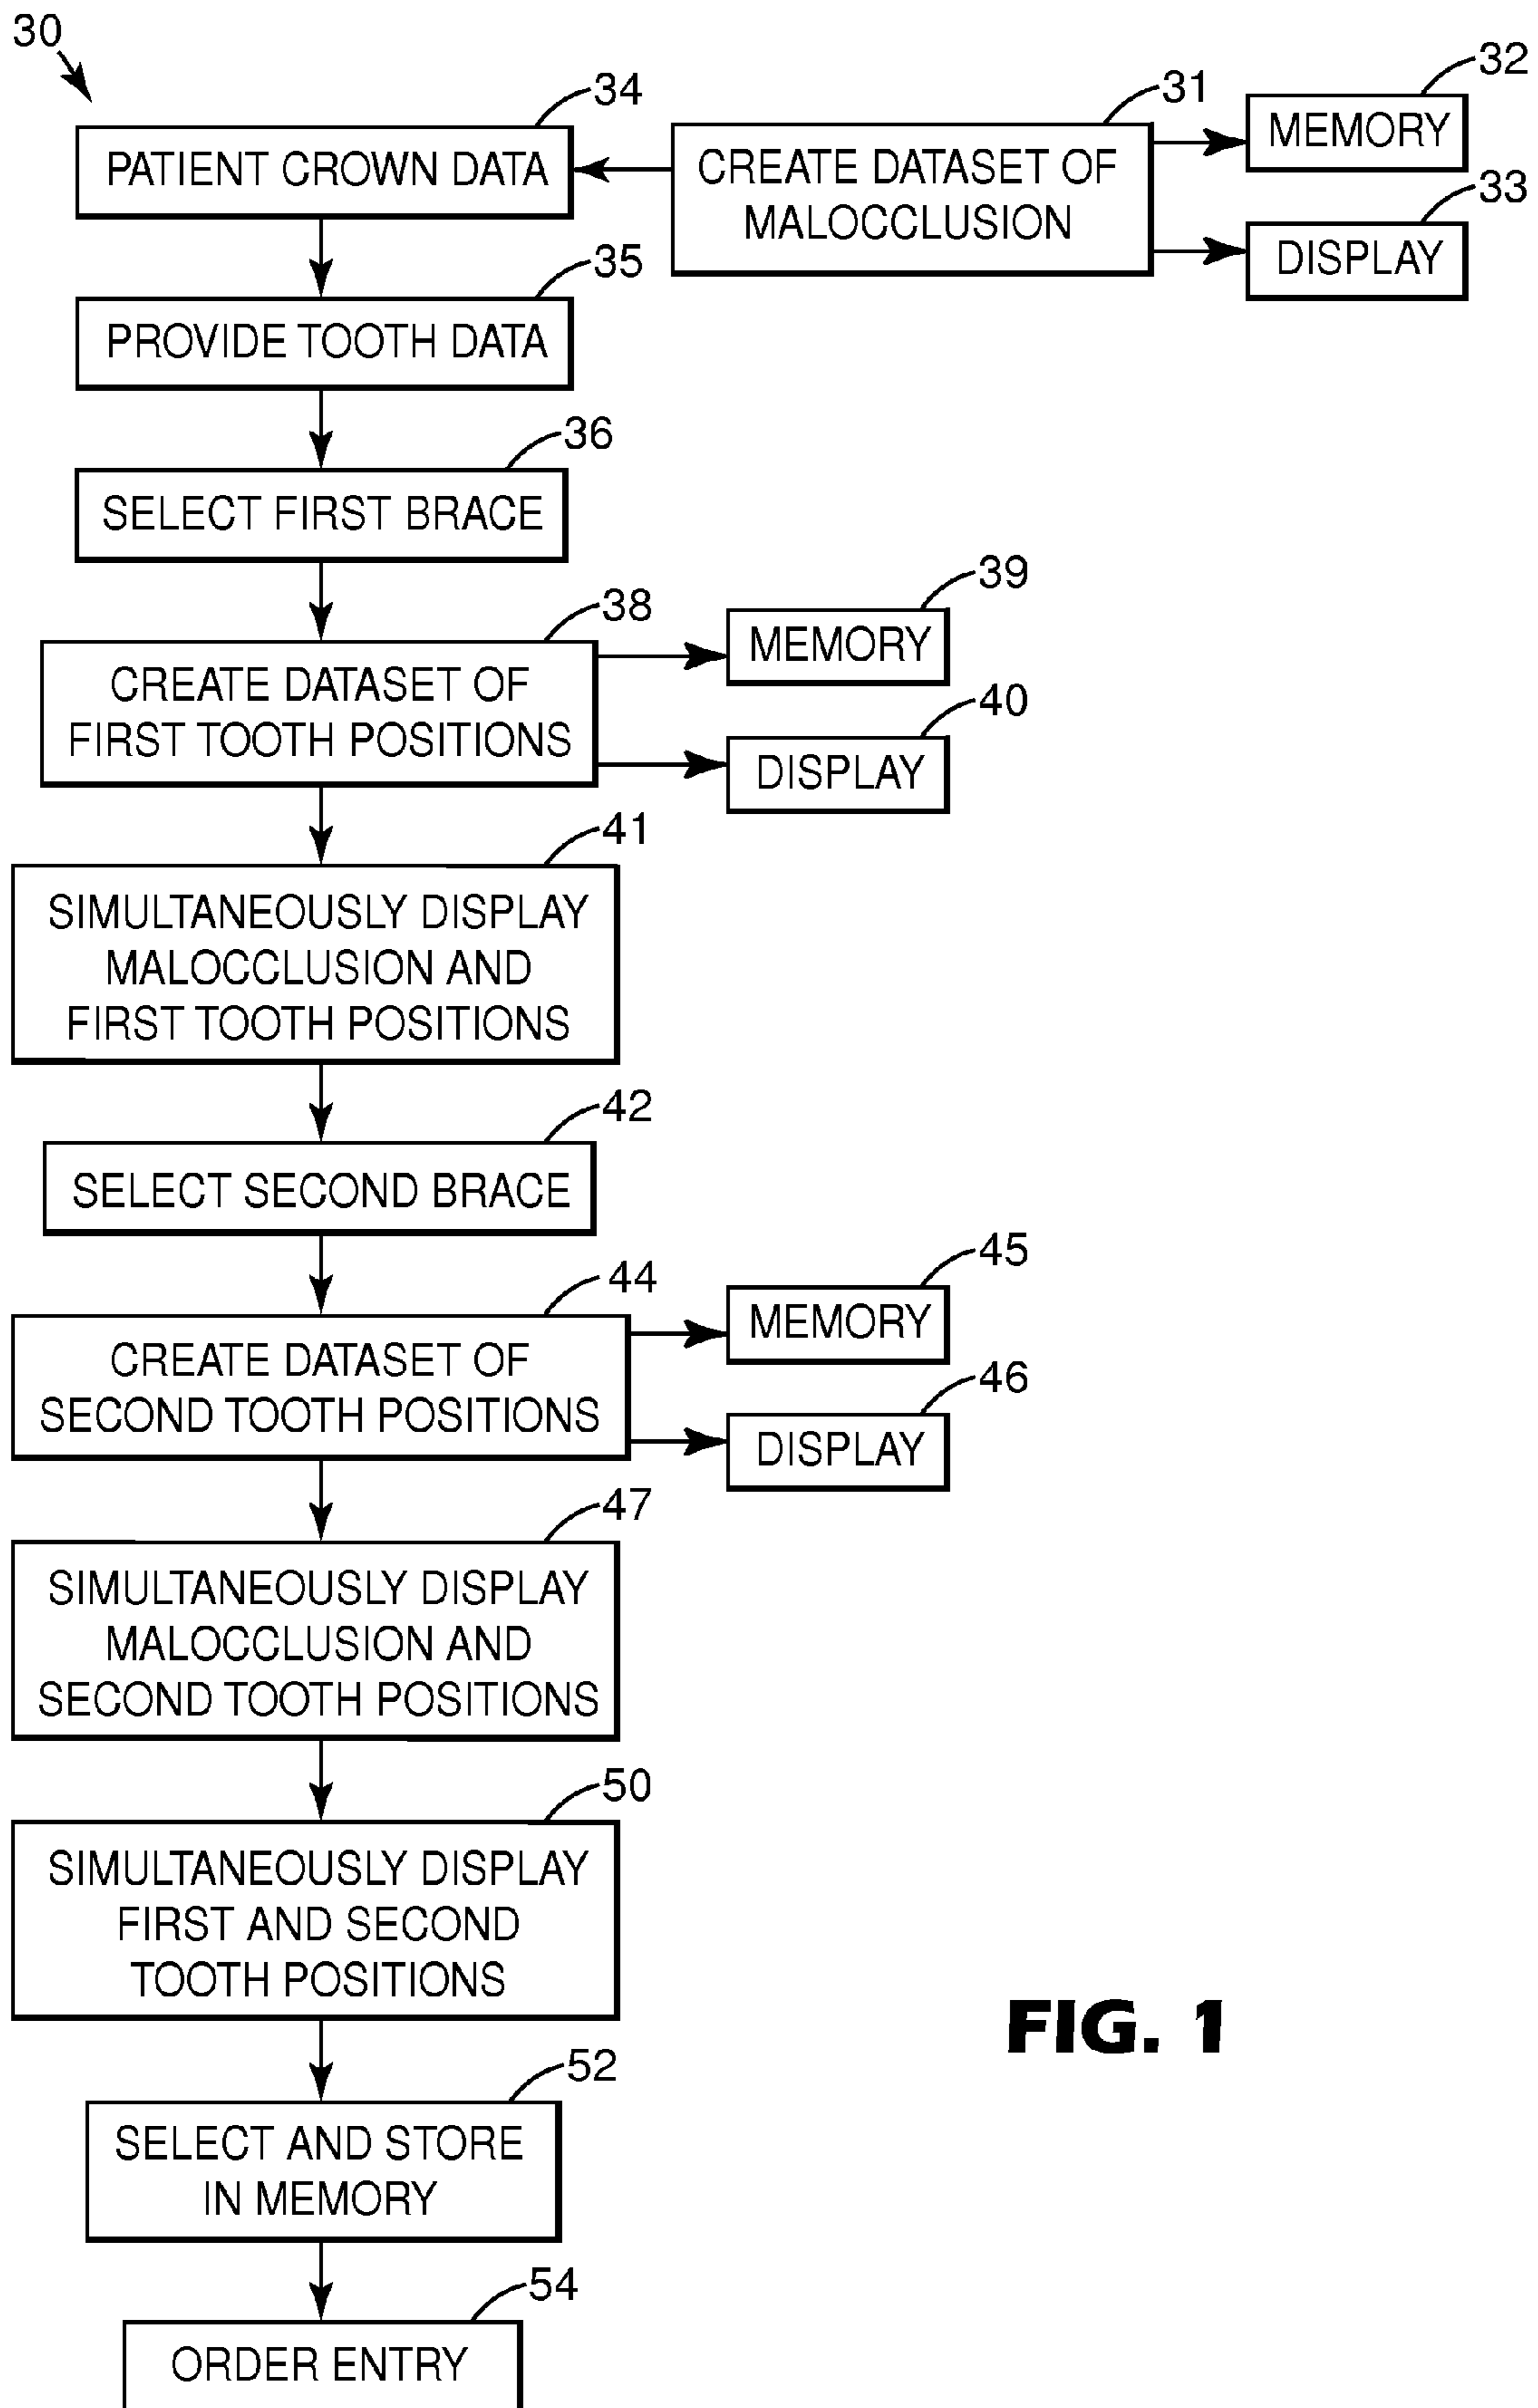 30
34
PATIENT CROWN DATA
31
CREATE DATASET OF
MALOCCLUSION
32
MEMORY
33
DISPLAY
35
PROVIDE TOOTH DATA
36
SELECT FIRST BRACE
38
CREATE DATASET OF
FIRST TOOTH POSITIONS
39
MEMORY
40
DISPLAY
41
SIMULTANEOUSLY DISPLAY
MALOCCLUSION AND
FIRST TOOTH POSITIONS
42
SELECT SECOND BRACE
44
CREATE DATASET OF
SECOND TOOTH POSITIONS
45
MEMORY
46
DISPLAY
47
SIMULTANEOUSLY DISPLAY
MALOCCLUSION AND
SECOND TOOTH POSITIONS
50
SIMULTANEOUSLY DISPLAY
FIRST AND SECOND
TOOTH POSITIONS
52
SELECT AND STORE
IN MEMORY
54
ORDER ENTRY
FIG. 1